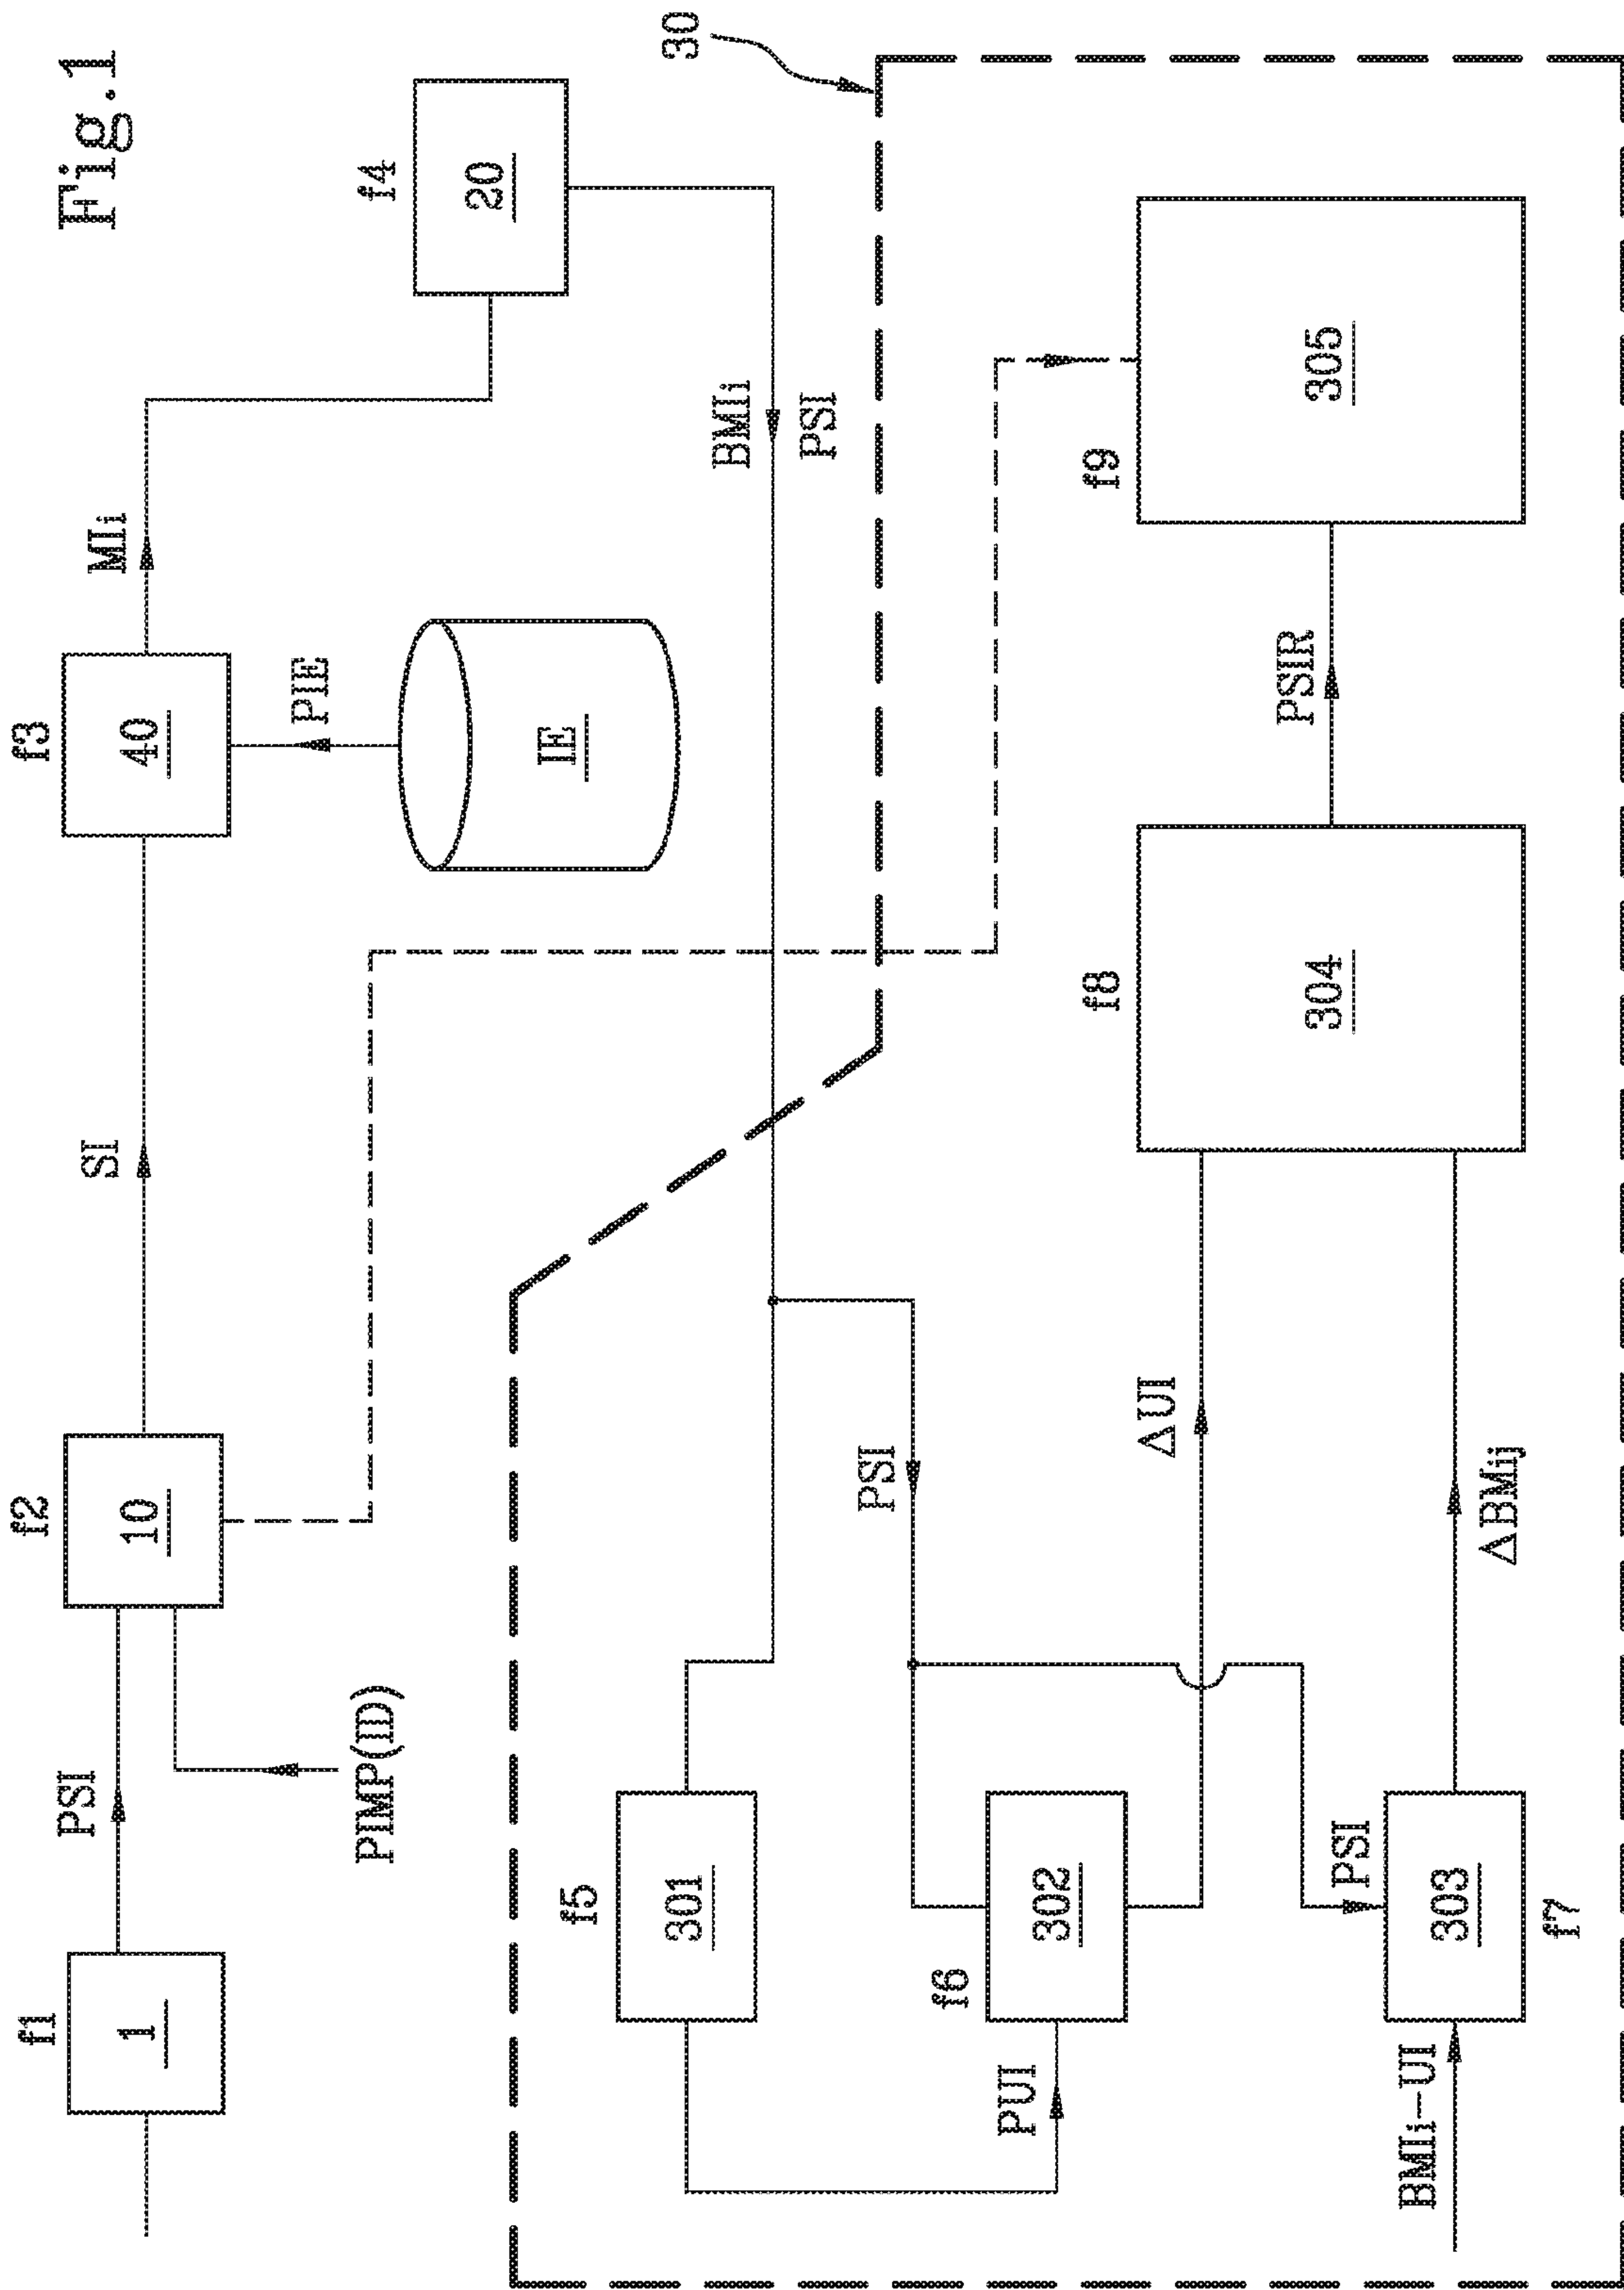 Fig.1
f1
1
PSI
PIMP(ID)
f2
10
SI
f3
40
PIE
IE
MIi
f4
20
BMIi
PSI
30
f5
301
PUI
f6
302
PSI
ΔUI
BMIi-UI
303
f7
PSI
ΔBMij
f8
304
PSIR
f9
305